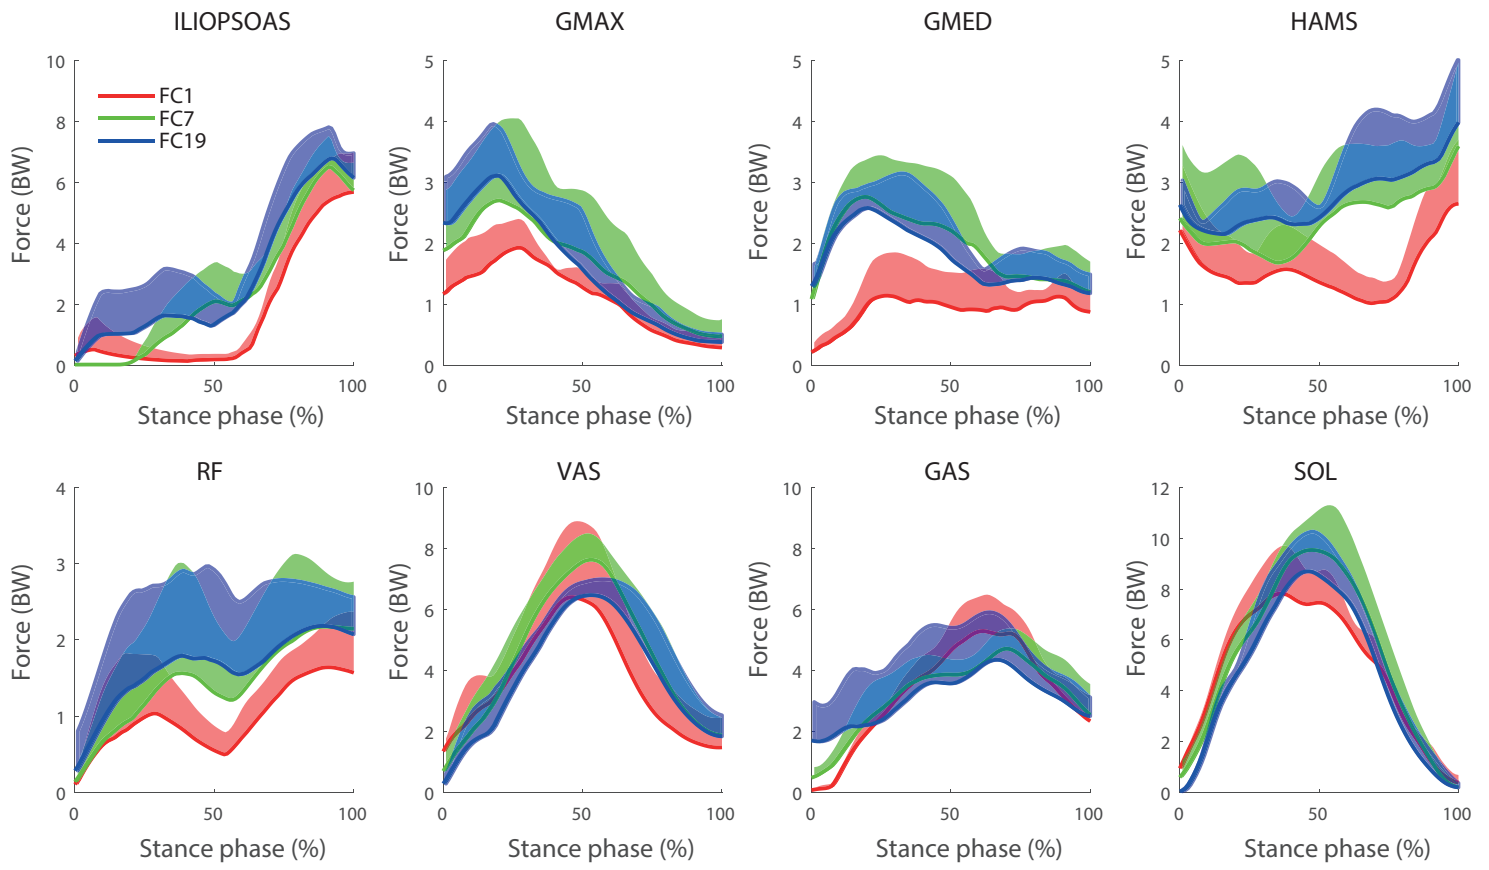 ILIOPSOAS GMAX GMED HAMS
10 5 5 5
FC1
FC7
FC19
8 4 4 4
6 3 3 3
4 2 2 2
2 1 1 1
0 0 0 0
Force (BW) Force (BW) Force (BW) Force (BW)
0 50 100 0 50 100 0 50 100 0 50 100
Stance phase (%) Stance phase (%) Stance phase (%) Stance phase (%)
RF VAS GAS SOL
4 10 10 12
3 8 8 10
2 6 6 8
1 4 4 6
0 2 2 4
0 0 2
0
Force (BW) Force (BW) Force (BW) Force (BW)
0 50 100 0 50 100 0 50 100 0 50 100
Stance phase (%) Stance phase (%) Stance phase (%) Stance phase (%)